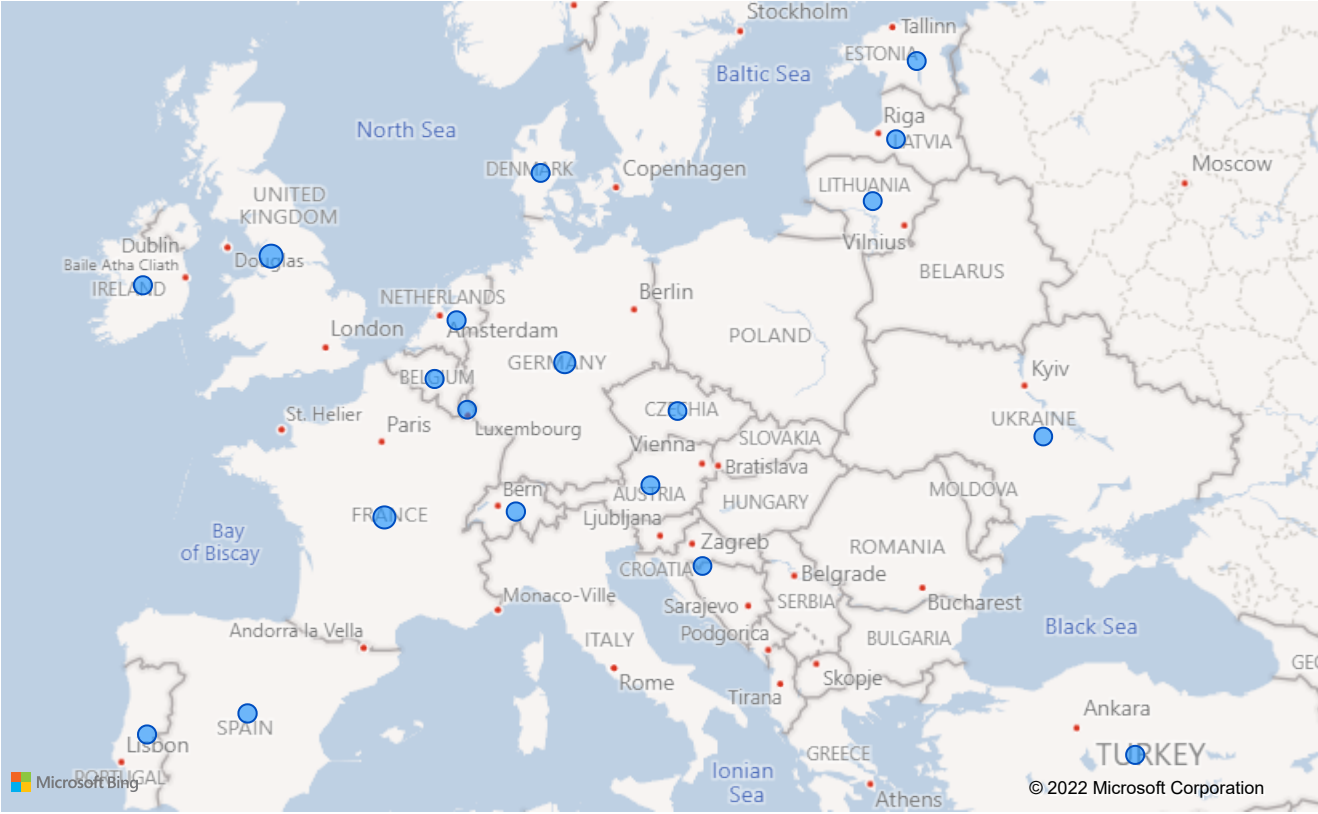 Stockholm
Tallinn
ESTONIA
Baltic Sea
Riga
LATVIA
North Sea
DENMARK
Copenhagen
Moscow
LITHUANIA
UNITED
KINGDOM
Vilnius
Dublin
Baile Atha Cliath
IRELAND
Douglas
BELARUS
NETHERLANDS
Berlin
London
Amsterdam
POLAND
GERMANY
BELGIUM
Kyiv
St. Helier
Paris
Luxembourg
CZECHIA
UKRAINE
Vienna
SLOVAKIA
Bratislava
Bern
AUSTRIA
HUNGARY
MOLDOVA
FRANCE
Ljubljana
Bay
of Biscay
Zagreb
ROMANIA
CROATIA
Belgrade
Monaco-Ville
Sarajevo
SERBIA
Bucharest
Andorra la Vella
ITALY
Podgorica
BULGARIA
Black Sea
GEO
Rome
Skopje
Tirana
Ankara
SPAIN
Lisbon
GREECE
TURKEY
PORTUGAL
Microsoft Bing
Ionian
Sea
Athens
© 2022 Microsoft Corporation